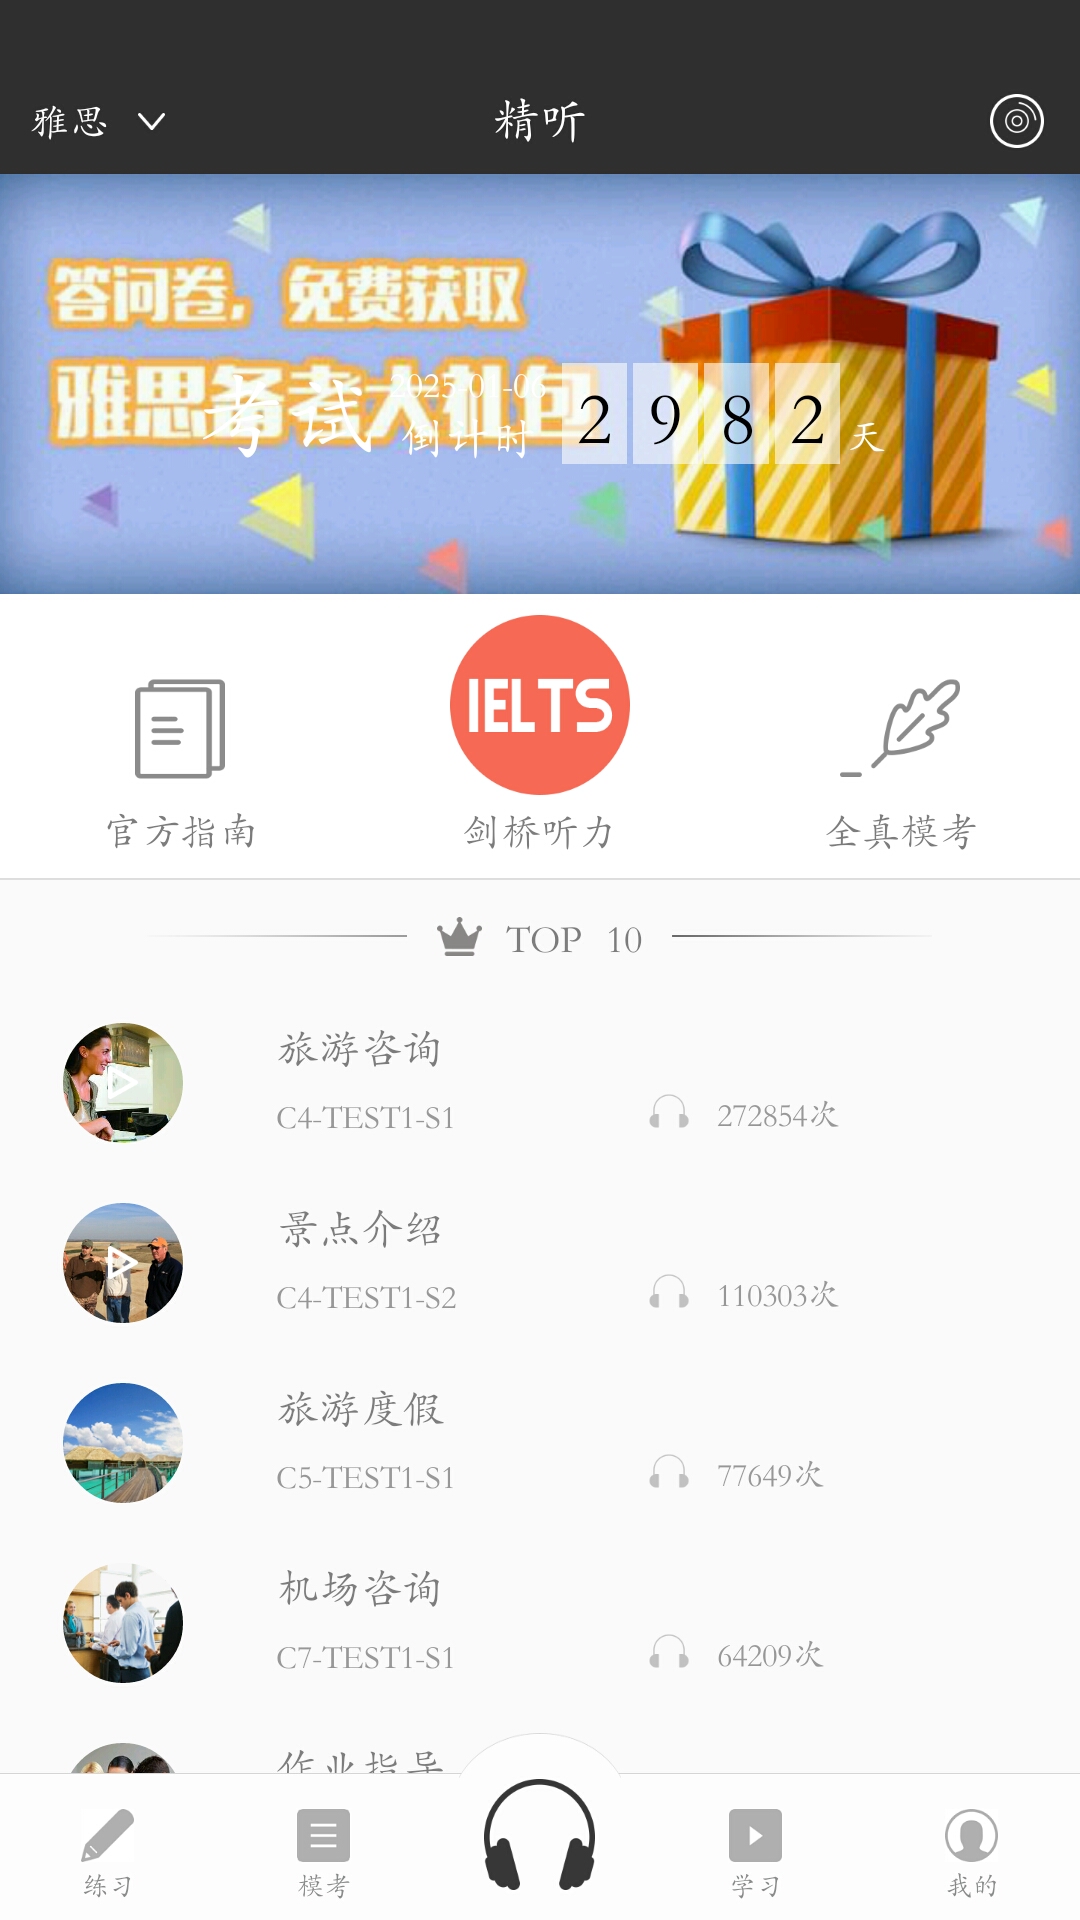 雅思
精听
答问卷，免费获取
雅思备考大礼包
考试
2025-01-06
倒计时
2982
天
IELTS
官方指南
剑桥听力
全真模考
TOP 10
旅游咨询
C4-TEST1-S1
272854次
景点介绍
C4-TEST1-S2
110303次
旅游度假
C5-TEST1-S1
77649次
机场咨询
C7-TEST1-S1
64209次
作业指导
练习
模考
学习
我的